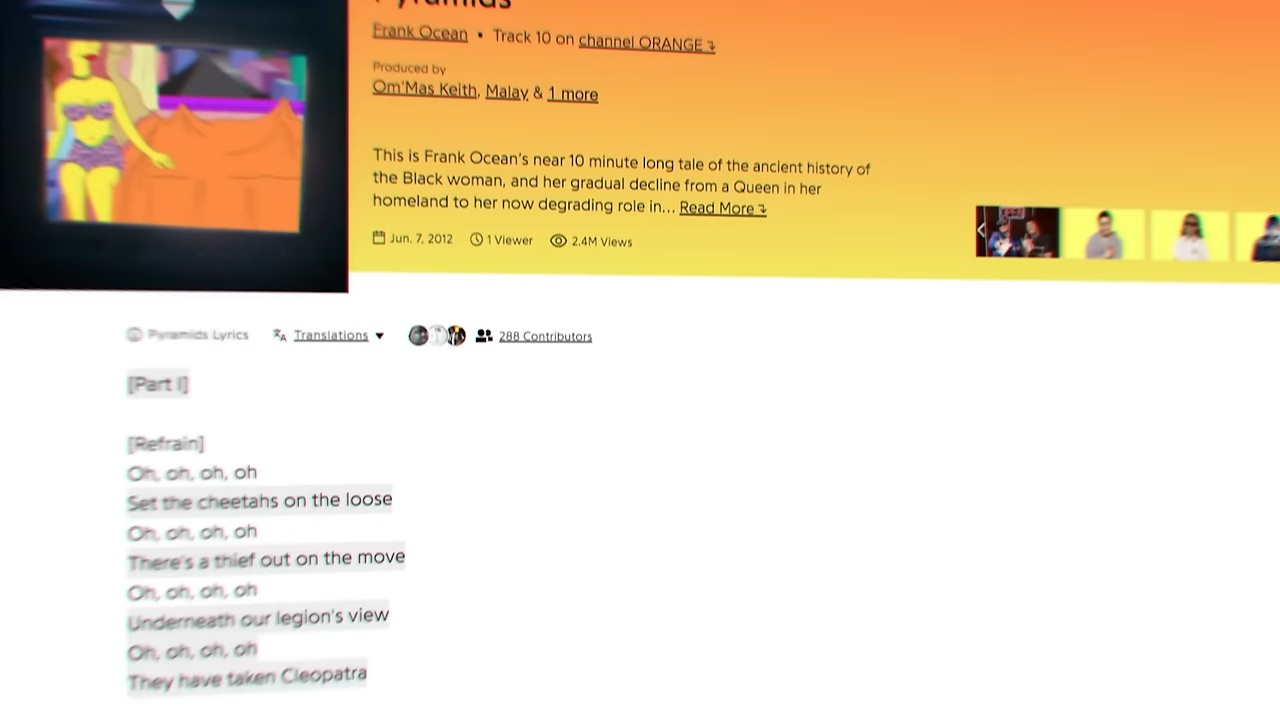 Pyramids
Frank Ocean • Track 10 on channel ORANGE
Produced by
Om'Mas Keith, Malay & 1 more
This is Frank Ocean's near 10 minute long tale of the ancient history of
the Black woman, and her gradual decline from a Queen in her
homeland to her now degrading role in... Read More
Jun. 7, 2012 1 Viewer 2.4M Views
OPEN
Pyramids Lyrics Translations 288 Contributors
[Part I]
[Refrain]
Oh, oh, oh, oh
Set the cheetahs on the loose
Oh, oh, oh, oh
There's a thief out on the move
Oh, oh, oh, oh
Underneath our legion's view
Oh, oh, oh, oh
They have taken Cleopatra